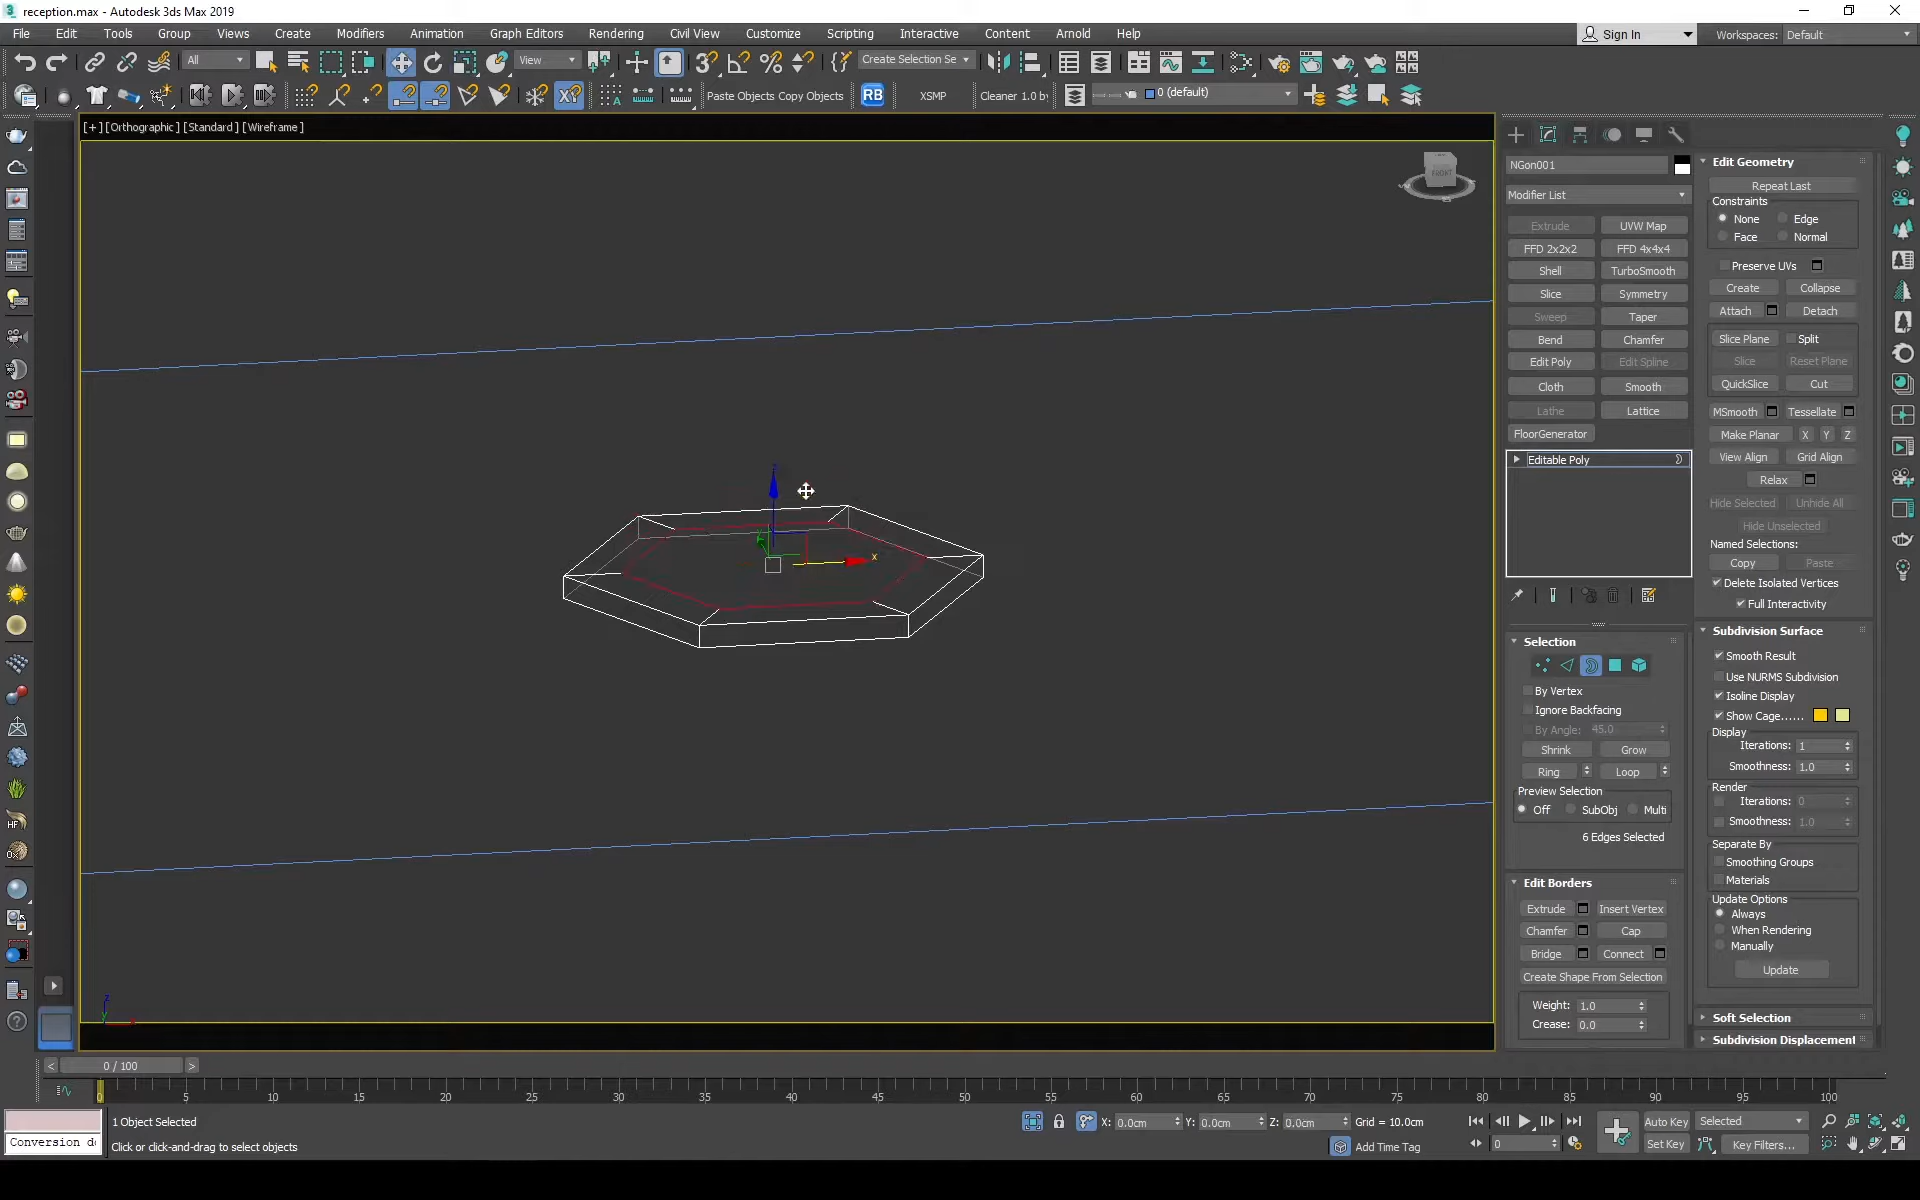 reception.max - Autodesk 3ds Max 2019
File Edit Tools Group Views Create Modifiers Animation Graph Editors Rendering Civil View Customize Scripting Interactive Content Arnold Help
Sign In
Workspaces: Default
All
View
Create Selection Se
Paste Objects Copy Objects
RB
XSMP
Cleaner 1.0 by
0 (default)
[+] [Orthographic] [Standard] [Wireframe]
FRONT
z
x
z
NGon001
Modifier List
Extrude UVW Map
FFD 2x2x2 FFD 4x4x4
Shell TurboSmooth
Slice Symmetry
Sweep Taper
Bend Chamfer
Edit Poly Edit Spline
Cloth Smooth
Lathe Lattice
FloorGenerator
Editable Poly
Selection
By Vertex
Ignore Backfacing
By Angle: 45.0
Shrink Grow
Ring Loop
Preview Selection
Off SubObj Multi
6 Edges Selected
Edit Borders
Extrude Insert Vertex
Chamfer Cap
Bridge Connect
Create Shape From Selection
Weight: 1.0
Crease: 0.0
Edit Geometry
Repeat Last
Constraints
None Edge
Face Normal
Preserve UVs
Create Collapse
Attach Detach
Slice Plane Split
Slice Reset Plane
QuickSlice Cut
MSmooth Tessellate
Make Planar X Y Z
View Align Grid Align
Relax
Hide Selected Unhide All
Hide Unselected
Named Selections:
Copy Paste
Delete Isolated Vertices
Full Interactivity
Subdivision Surface
Smooth Result
Use NURMS Subdivision
Isoline Display
Show Cage......
Display
Iterations: 1
Smoothness: 1.0
Render
Iterations: 0
Smoothness: 1.0
Separate By
Smoothing Groups
Materials
Update Options
Always
When Rendering
Manually
Update
Soft Selection
Subdivision Displacement
0 / 100
0 5 10 15 20 25 30 35 40 45 50 55 60 65 70 75 80 85 90 95 100
1 Object Selected
X: 0.0cm Y: 0.0cm Z: 0.0cm Grid = 10.0cm
Auto Key Selected
Conversion d
Click or click-and-drag to select objects
Add Time Tag
0
Set Key Key Filters...